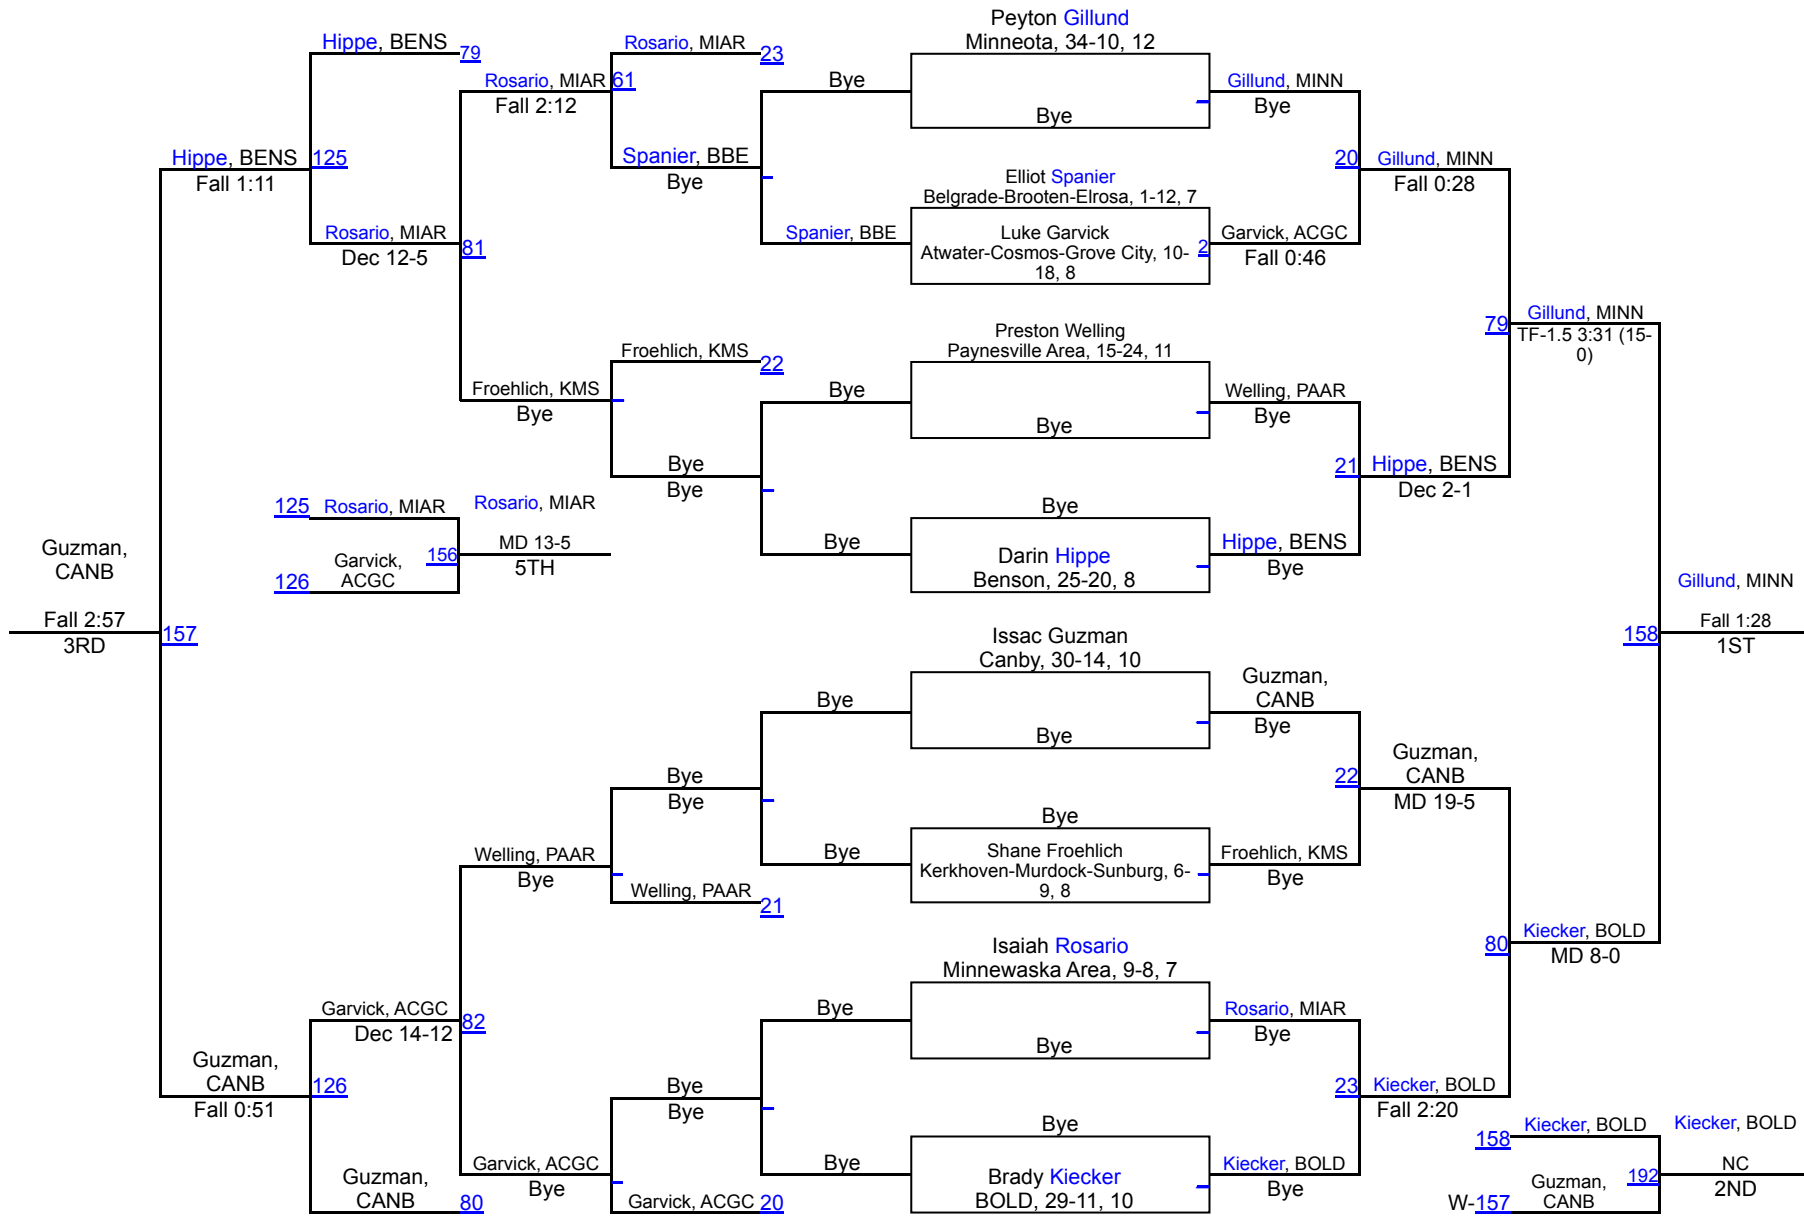 Peyton Gillund
Minneota, 34-10, 12
Bye
Hippe, BENS
79
Rosario, MIAR
23
Rosario, MIAR
61
Fall 2:12
Bye
Gillund, MINN
Bye
Hippe, BENS
125
Fall 1:11
Spanier, BBE
Bye
20
Gillund, MINN
Fall 0:28
Elliot Spanier
Belgrade-Brooten-Elrosa, 1-12, 7
Luke Garvick
Atwater-Cosmos-Grove City, 10-
18, 8
2
Rosario, MIAR
Dec 12-5
81
Spanier, BBE
Garvick, ACGC
Fall 0:46
79
Gillund, MINN
TF-1.5 3:31 (15-
0)
Preston Welling
Paynesville Area, 15-24, 11
Bye
Froehlich, KMS
22
Froehlich, KMS
Bye
Bye
Welling, PAAR
Bye
Bye
Bye
21
Hippe, BENS
Dec 2-1
125
Rosario, MIAR
Rosario, MIAR
Bye
Darin Hippe
Benson, 25-20, 8
Bye
Hippe, BENS
Bye
Guzman,
CANB
Fall 2:57
3RD
157
Garvick,
ACGC
126
156
MD 13-5
5TH
Gillund, MINN
158
Fall 1:28
1ST
Issac Guzman
Canby, 30-14, 10
Bye
Bye
Guzman,
CANB
Bye
Bye
Bye
22
Guzman,
CANB
MD 19-5
Bye
Shane Froehlich
Kerkhoven-Murdock-Sunburg, 6-
9, 8
Welling, PAAR
Bye
Bye
Froehlich, KMS
Bye
Welling, PAAR
21
80
Kiecker, BOLD
MD 8-0
Isaiah Rosario
Minnewaska Area, 9-8, 7
Bye
Garvick, ACGC
Dec 14-12
82
Bye
Rosario, MIAR
Bye
Guzman,
CANB
Fall 0:51
126
Bye
Bye
23
Kiecker, BOLD
Fall 2:20
Bye
Brady Kiecker
BOLD, 29-11, 10
Garvick, ACGC
Bye
Bye
Kiecker, BOLD
Bye
Guzman,
CANB
80
Garvick, ACGC
20
158
Kiecker, BOLD
Kiecker, BOLD
W-157
Guzman,
CANB
192
NC
2ND